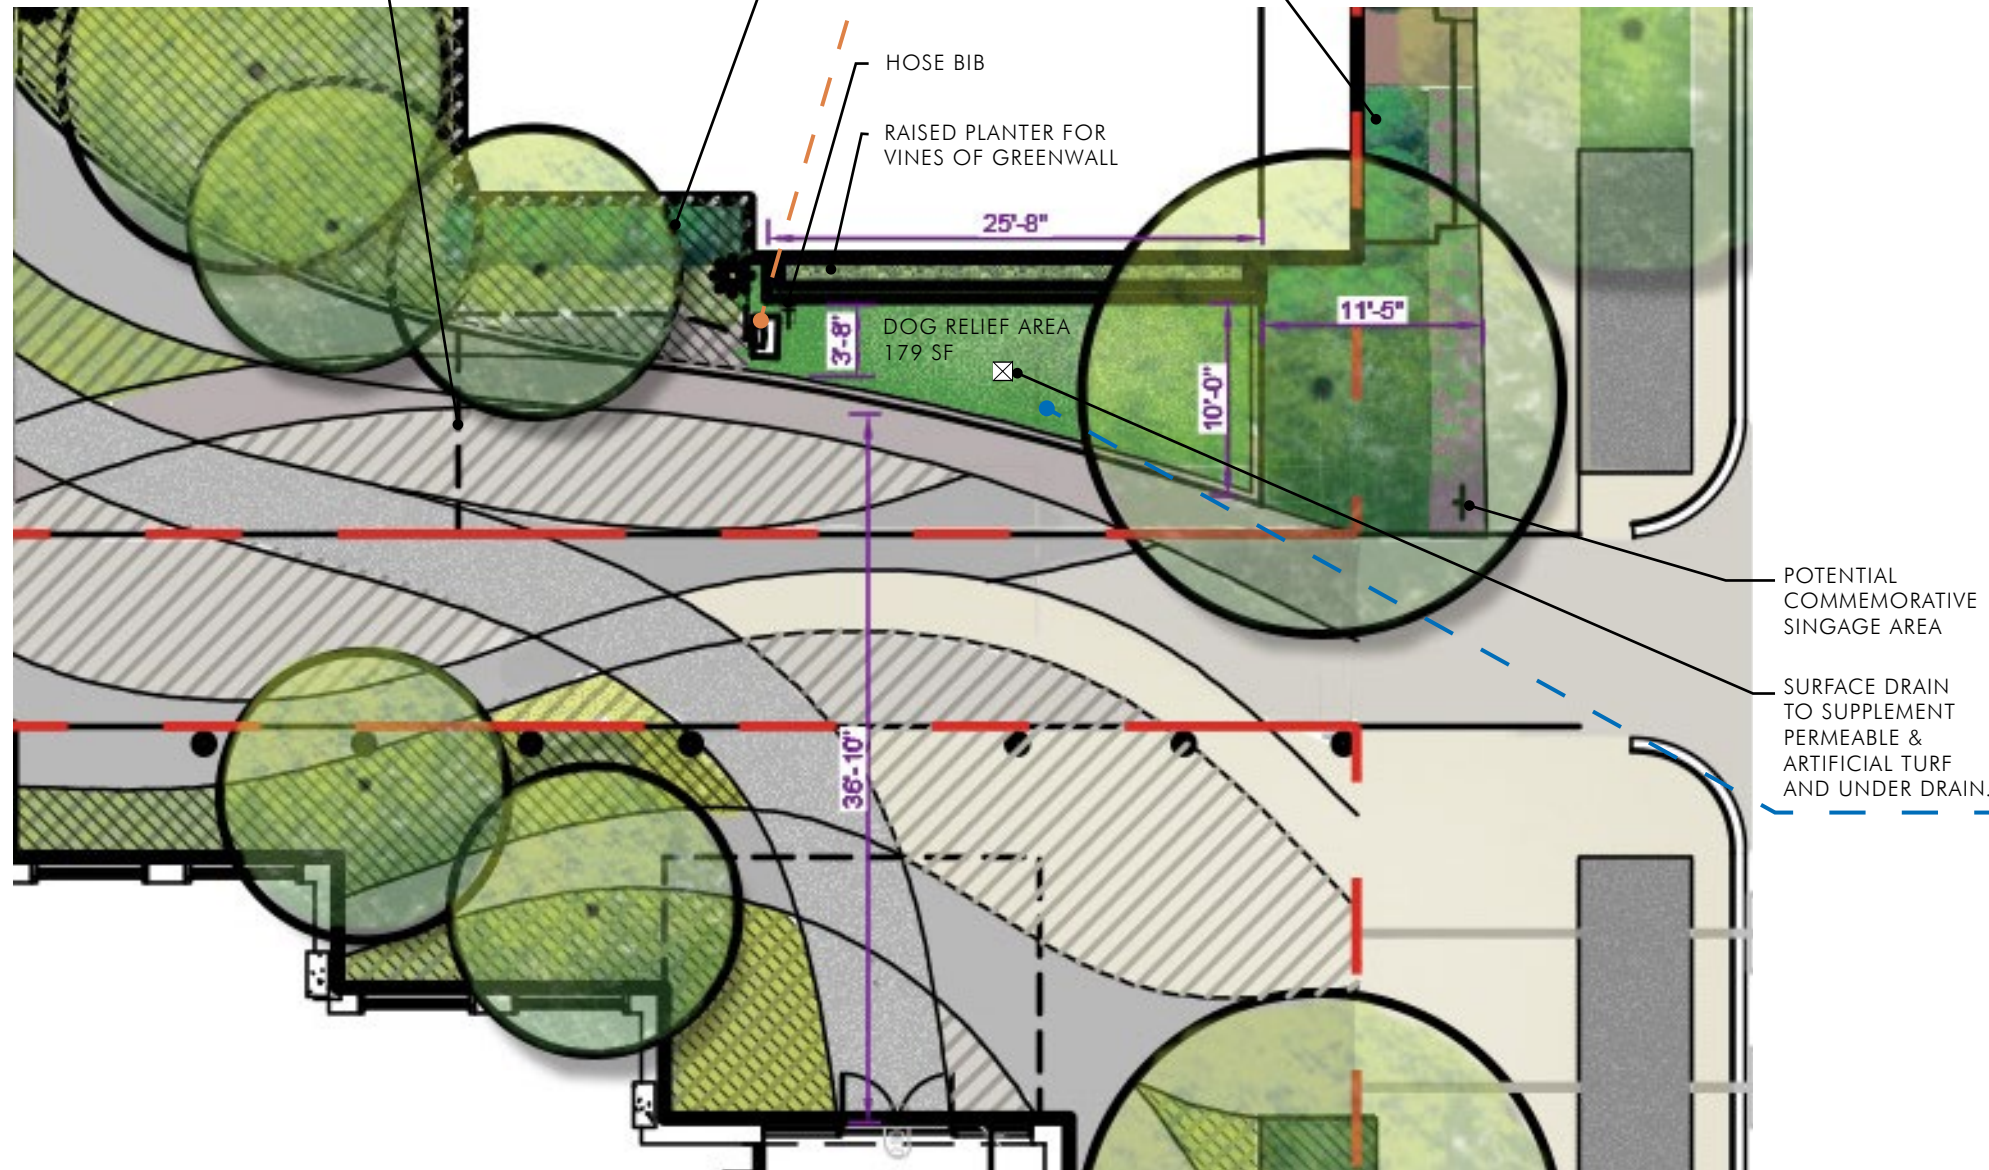 HOSE BIB
RAISED PLANTER FOR
VINES OF GREENWALL
25'-8"
11'-5"
DOG RELIEF AREA
179 SF
3'-8"
10'-0"
36'-10"
POTENTIAL
COMMEMORATIVE
SINGAGE AREA
SURFACE DRAIN
TO SUPPLEMENT
PERMEABLE &
ARTIFICIAL TURF
AND UNDER DRAIN.